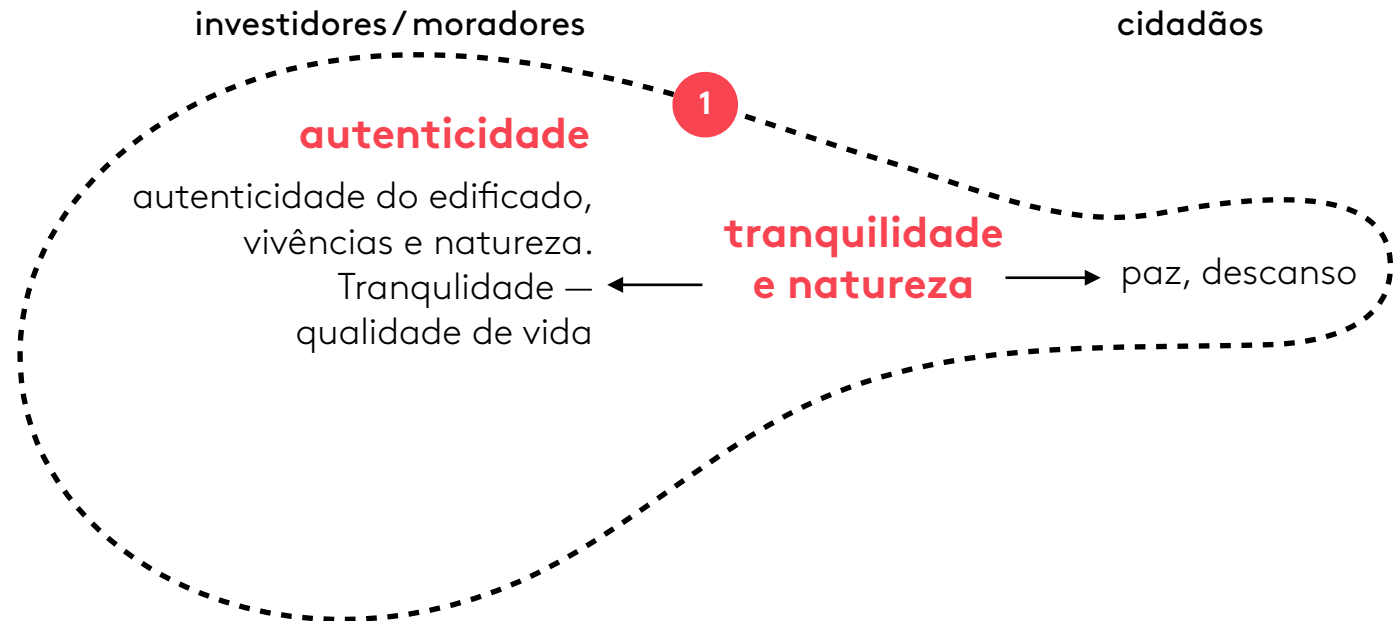 investidores / moradores
cidadãos
1
autenticidade
autenticidade do edificado,
vivências e natureza.
Tranqulidade —
qualidade de vida
tranquilidade
e natureza
paz, descanso